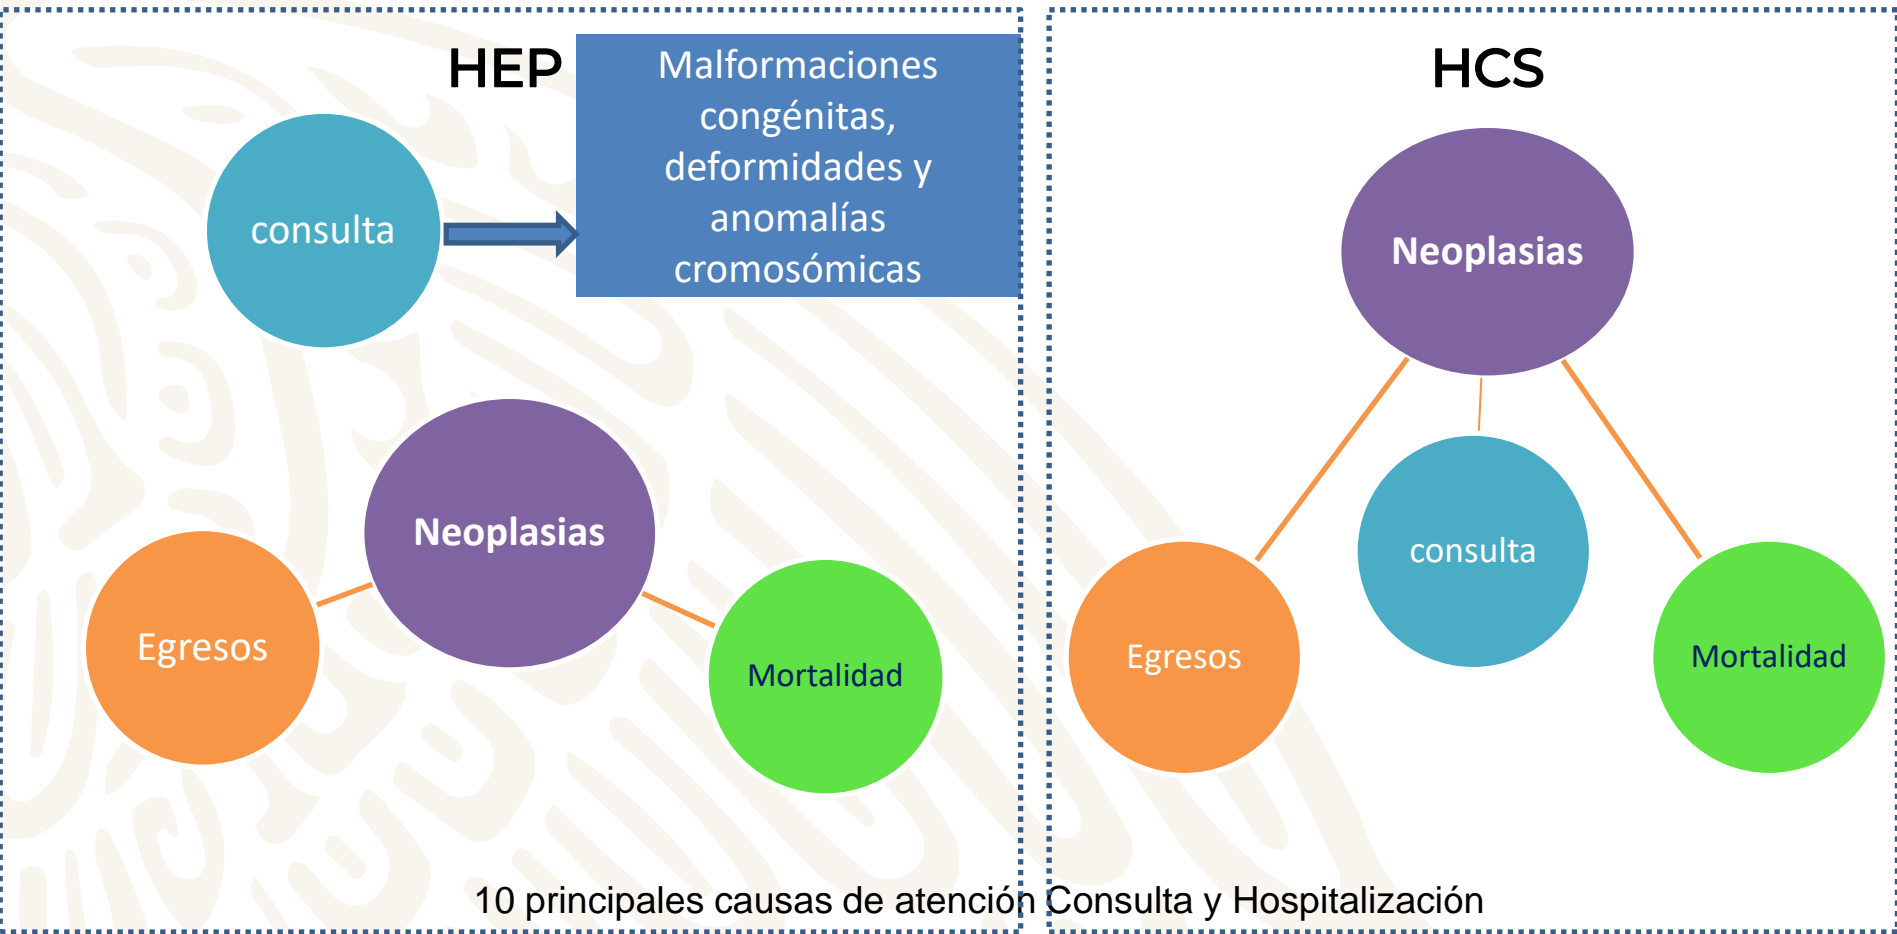 HEP
Malformaciones
congénitas,
deformidades y
anomalías
cromosómicas
consulta
Neoplasias
Egresos
Mortalidad
HCS
Neoplasias
consulta
Egresos
Mortalidad
10 principales causas de atención Consulta y Hospitalización